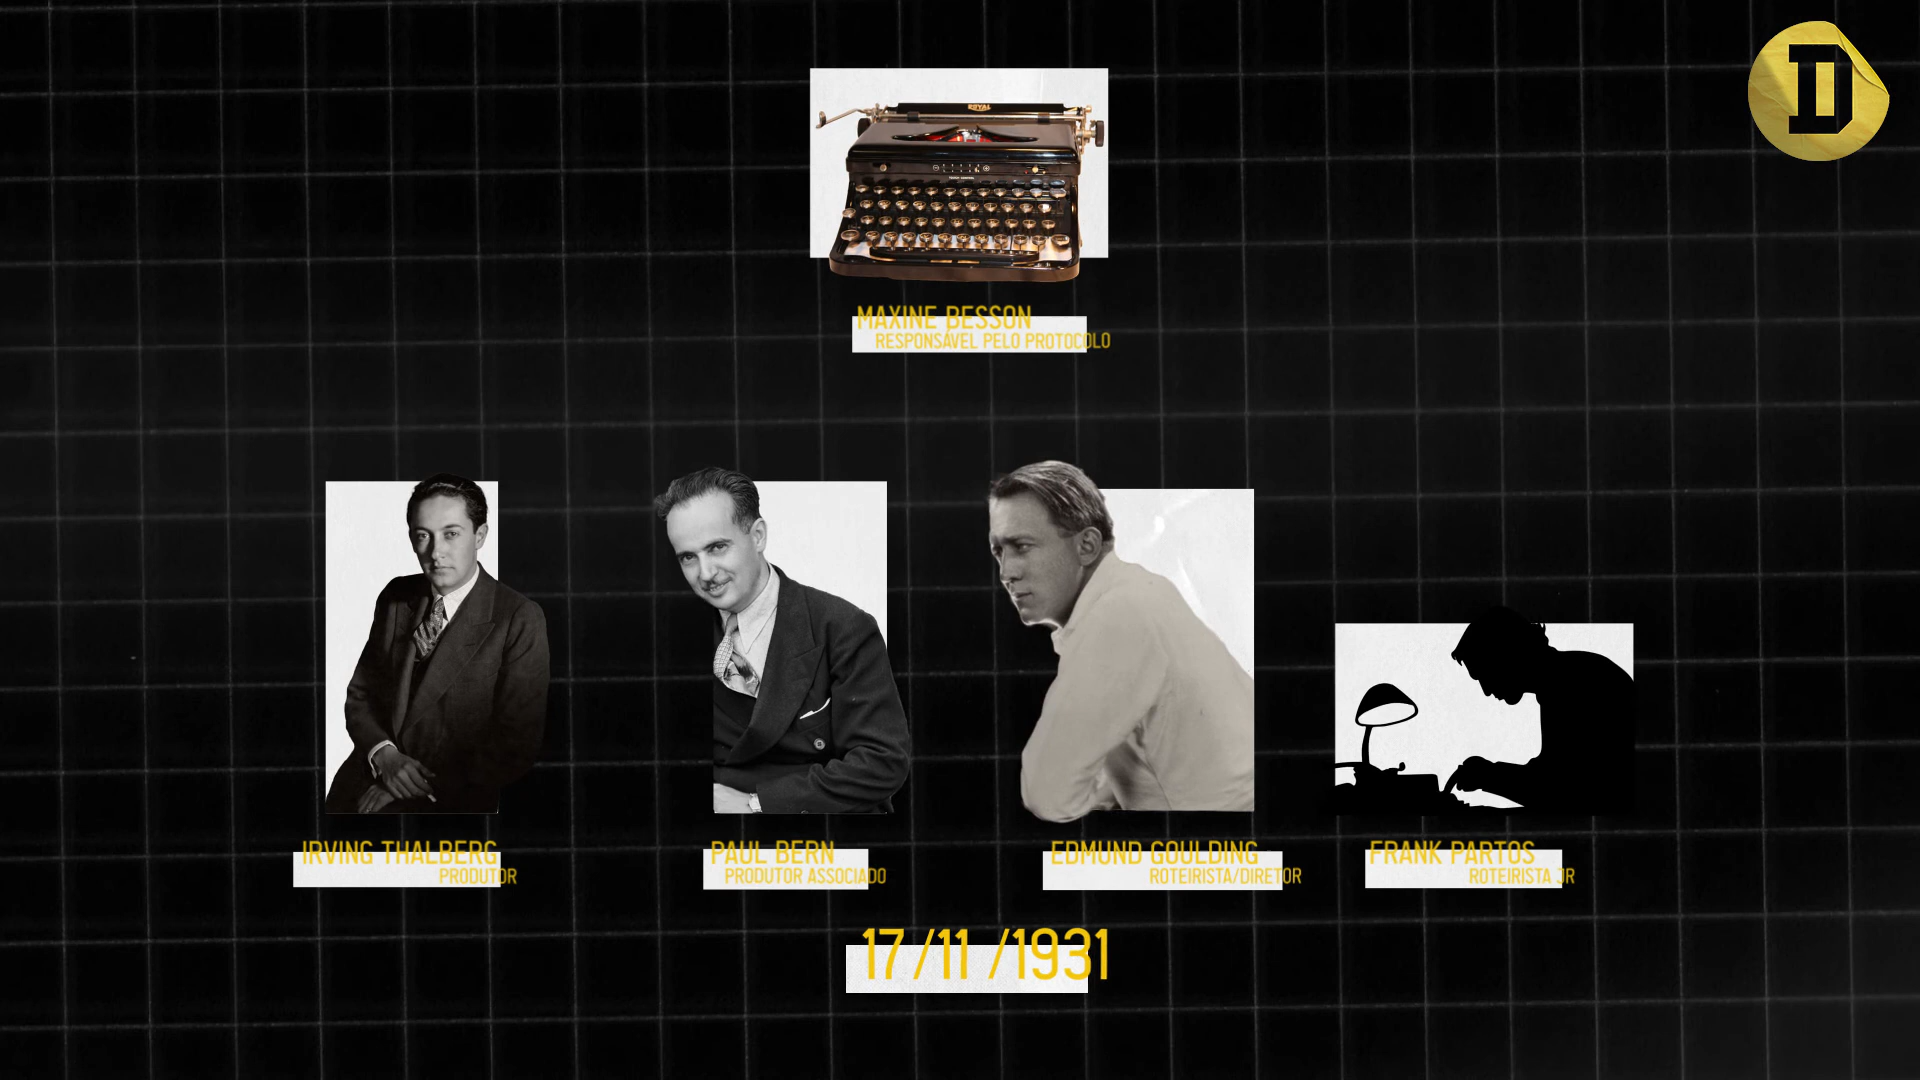 D
ROYAL
MAXINE BESSON
RESPONSÁVEL PELO PROTOCOLO
IRVING THALBERG
PRODUTOR
PAUL BERN
PRODUTOR ASSOCIADO
EDMUND GOULDING
ROTEIRISTA/DIRETOR
FRANK PARTOS
ROTEIRISTA JR
17/11/1931